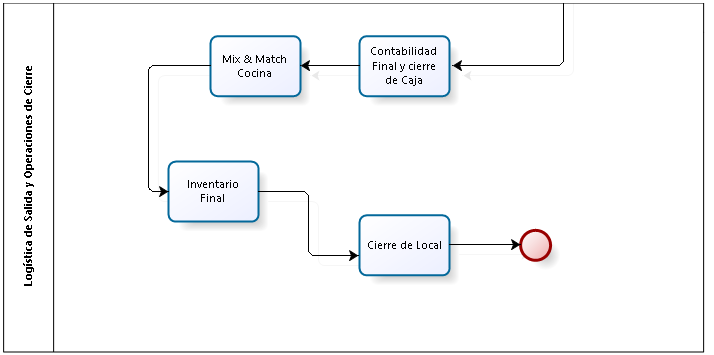 Logística de Salida y Operaciones de Cierre
Mix & Match
Cocina
Contabilidad
Final y cierre
de Caja
Inventario
Final
Cierre de Local